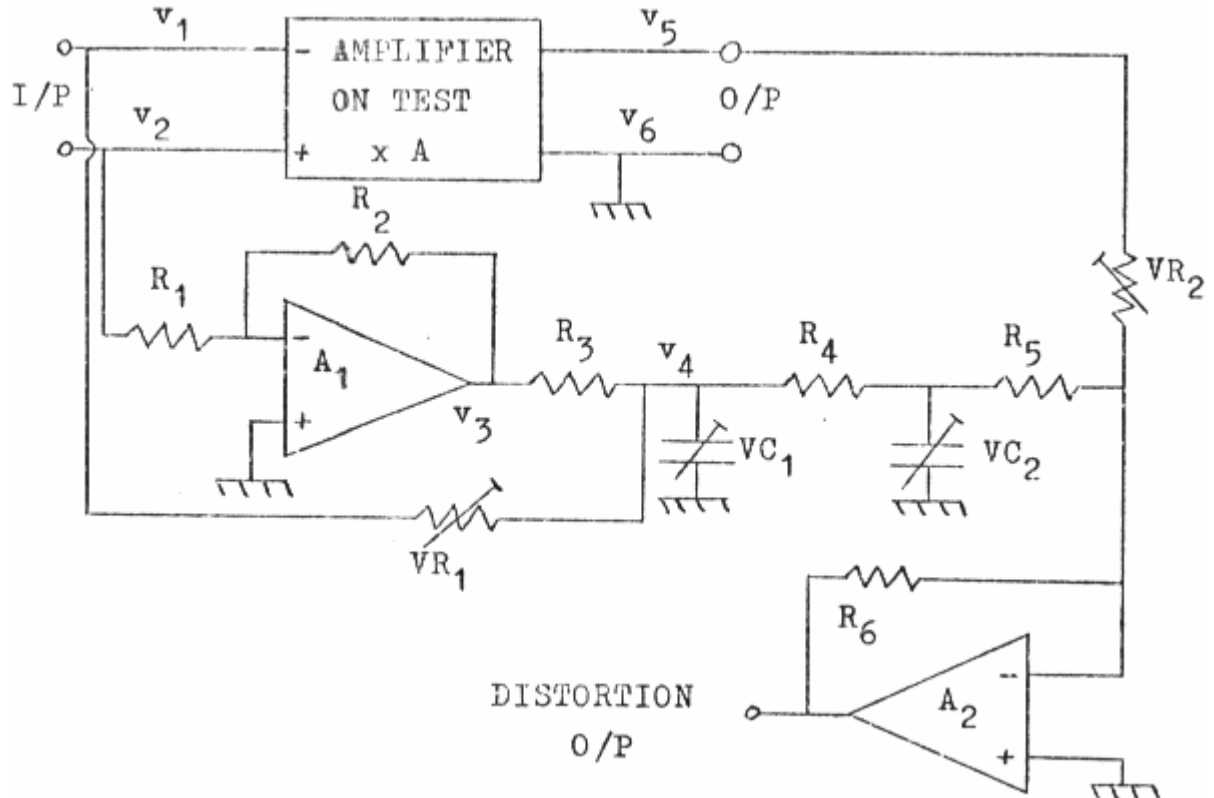 v1
- AMPLIFIER
v5
I/P
ON TEST
O/P
v2
+ x A
v6
R2
R1
VR2
- A1
R3
v4
R4
R5
+
v3
VC1
VC2
VR1
R6
-
DISTORTION
A2
O/P
+